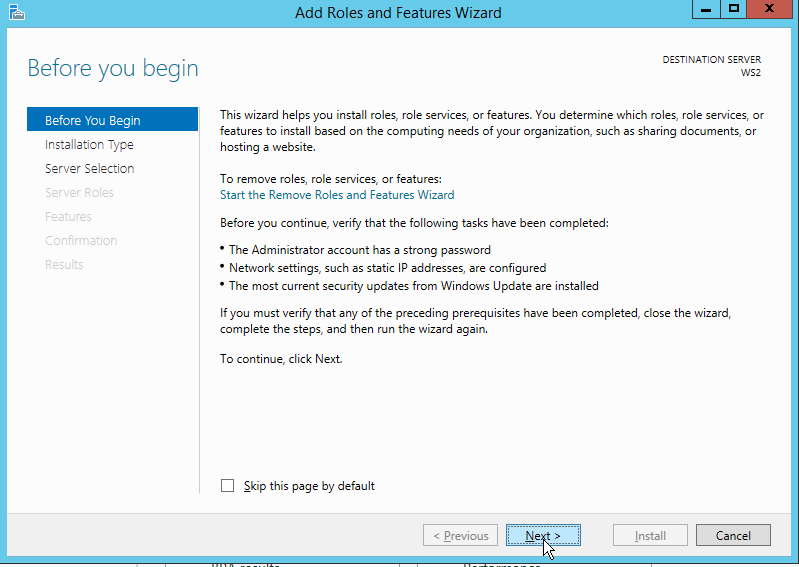 Add Roles and Features Wizard
Before you begin
DESTINATION SERVER
WS2
Before You Begin
Installation Type
Server Selection
Server Roles
Features
Confirmation
Results
This wizard helps you install roles, role services, or features. You determine which roles, role services, or
features to install based on the computing needs of your organization, such as sharing documents, or
hosting a website.
To remove roles, role services, or features:
Start the Remove Roles and Features Wizard
Before you continue, verify that the following tasks have been completed:
• The Administrator account has a strong password
• Network settings, such as static IP addresses, are configured
• The most current security updates from Windows Update are installed
If you must verify that any of the preceding prerequisites have been completed, close the wizard,
complete the steps, and then run the wizard again.
To continue, click Next.
Skip this page by default
< Previous
Next >
Install
Cancel
BPA results
Performance